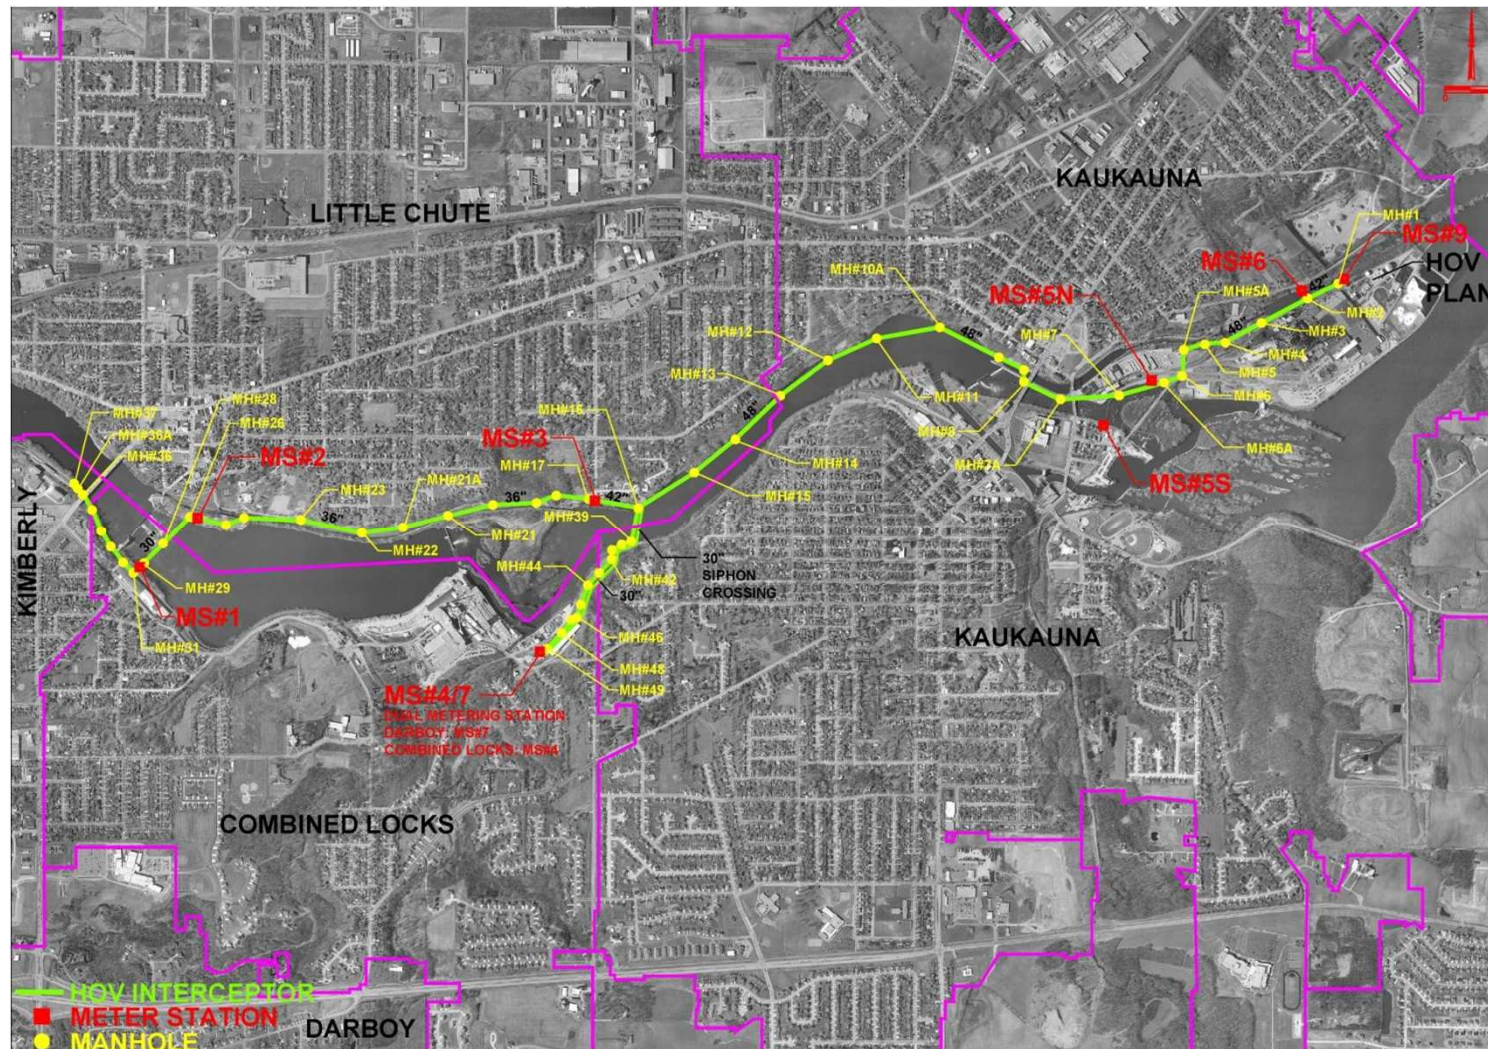 KAUKAUNA
LITTLE CHUTE
MH#1
MS#9
MS#6
HOV
PLAN
MH#10A
MS#5N
MH#5A
42"
MH#2
MH#12
48"
MH#7
48"
MH#3
MH#4
MH#5
MH#13
MH#11
MH#6
MH#28
MH#37
MH#26
MH#16
48"
MH#36A
MH#8
MS#3
MS#2
MH#36
MH#14
MH#7A
MH#6A
MH#17
MH#21A
MH#23
MH#15
MS#5S
36"
42"
KIMBERLY
36"
MH#39
30"
MH#22
MH#21
30"
SIPHON
CROSSING
MH#44
MH#42
MH#29
30"
MS#1
MH#31
MH#46
KAUKAUNA
MH#48
MH#49
MS#4/7
DUAL METERING STATION
DARBOY: MS#7
COMBINED LOCKS: MS#4
COMBINED LOCKS
HOV INTERCEPTOR
METER STATION
DARBOY
MANHOLE